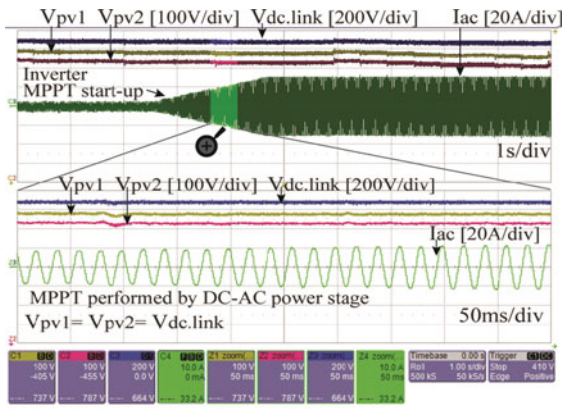 Vpv1 Vpv2 [100V/div] Vdc.link [200V/div] Iac [20A/div]
Inverter
MPPT start-up
1s/div
Vpv1 Vpv2 [100V/div] Vdc.link [200V/div]
Iac [20A/div]
MPPT performed by DC-AC power stage
Vpv1= Vpv2= Vdc.link
50ms/div
C1 C2 C3 C4 Z1 zoom(... Z2 zoom(... Z3 zoom(... Z4 zoom(... Timebase 0.00 s Trigger C1 DC
100 V 100 V 200 V 10.0 A 100 V 100 V 200 V 10.0 A Roll 1.00 s/div Stop 410 V
-405 V -455 V 0.0 V 0 mA 50 ms 50 ms 50 ms 50 ms 500 kS 50 kS/s Edge Positive
737 V 787 V 664 V 33.2 A 737 V 787 V 664 V 33.2 A